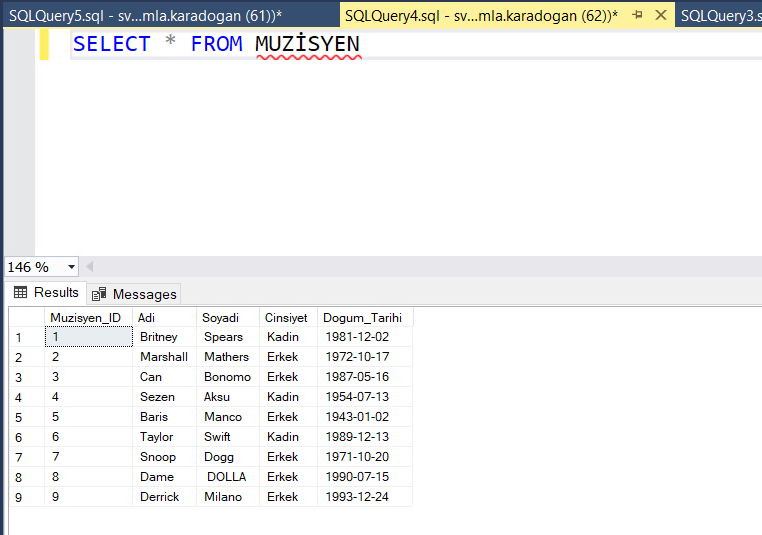 SQLQuery5.sql - sv...mla.karadogan (61))* SQLQuery4.sql - sv...mla.karadogan (62))* SQLQuery3.s
SELECT * FROM MUZİSYEN
146 %
Results Messages
Muzisyen_ID Adi Soyadi Cinsiyet Dogum_Tarihi
1 1 Britney Spears Kadin 1981-12-02
2 2 Marshall Mathers Erkek 1972-10-17
3 3 Can Bonomo Erkek 1987-05-16
4 4 Sezen Aksu Erkek 1954-07-13
5 5 Baris Manco Erkek 1943-01-02
6 6 Taylor Swift Kadin 1989-12-13
7 7 Snoop Dogg Erkek 1971-10-20
8 8 Dame DOLLA Erkek 1990-07-15
9 9 Derrick Milano Erkek 1993-12-24